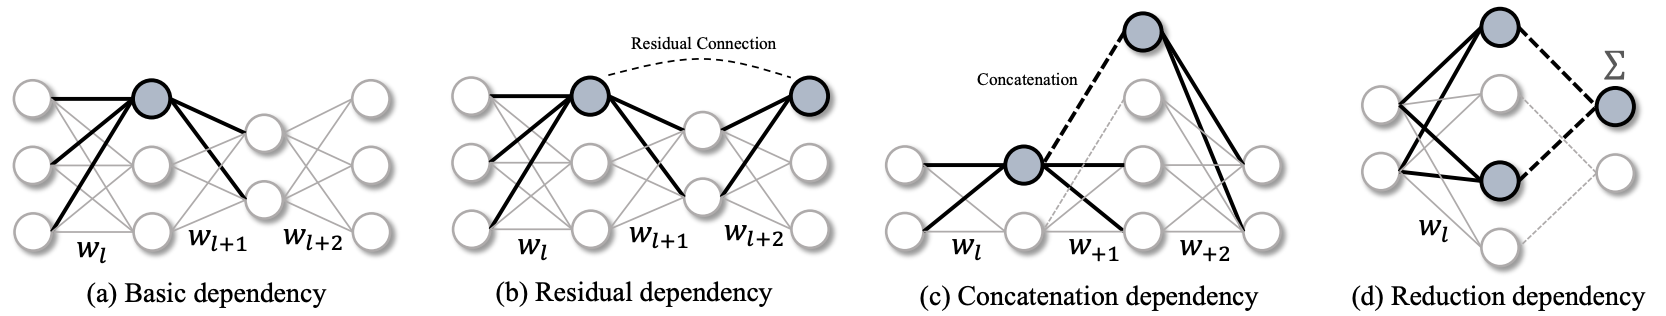 Residual Connection
Concatenation
Σ
w_l
w_{l+1}
w_{l+2}
w_l
w_{l+1}
w_{l+2}
w_l
w_{+1}
w_{+2}
w_l
(a) Basic dependency
(b) Residual dependency
(c) Concatenation dependency
(d) Reduction dependency